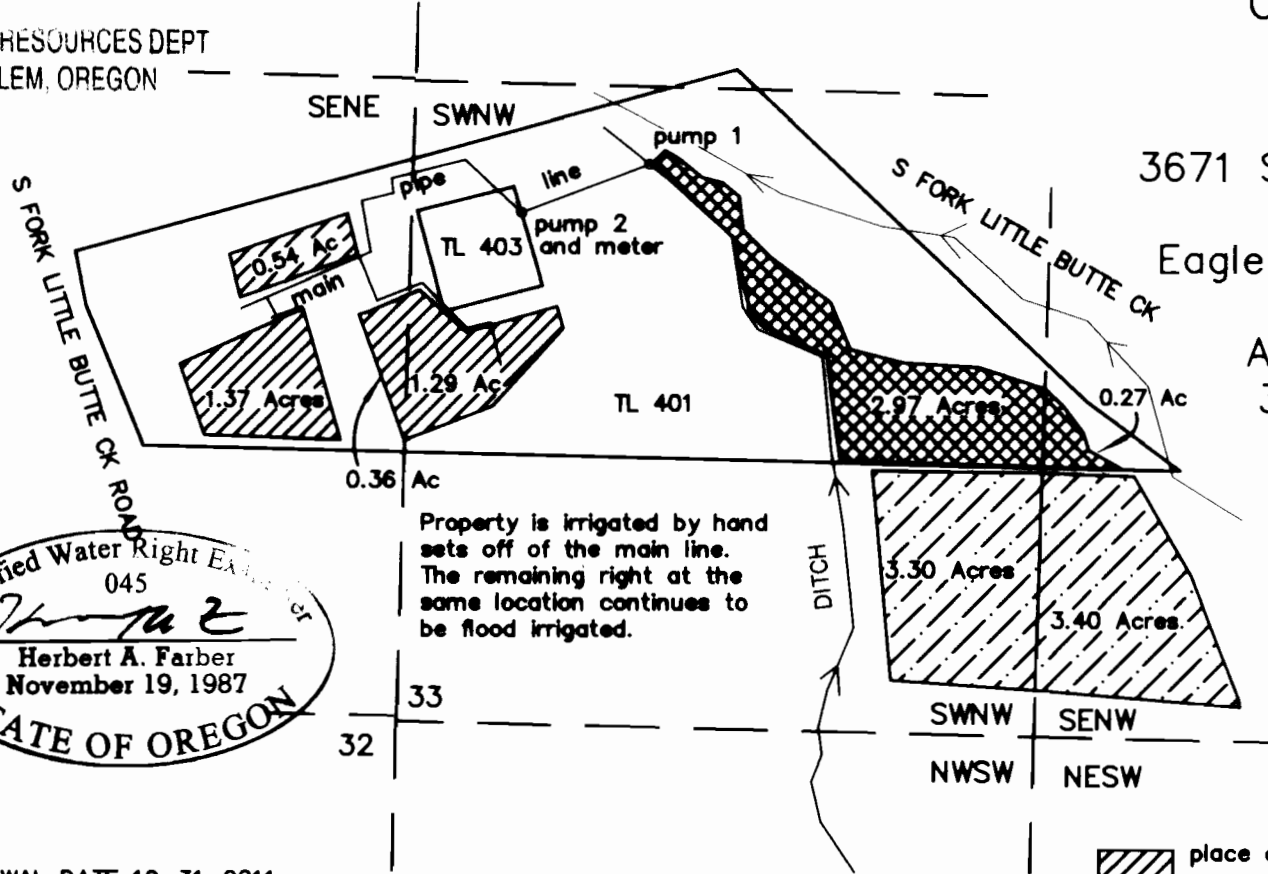 RESOURCES DEPT
LEM, OREGON
SENE
SWNW
S FORK LITTLE BUTTE CK ROAD
pipe
line
pump 1
pump 2
and meter
TL 403
0.54 Ac
main
S FORK LITTLE BUTTE CK
3671 S
Eagle
1.37 Acres
1.29 Ac
TL 401
2.97 Acres
0.27 Ac
0.36 Ac
Property is irrigated by hand
sets off of the main line.
The remaining right at the
same location continues to
be flood irrigated.
DITCH
3.30 Acres
3.40 Acres
fied Water Right
045
Herbert A. Farber
November 19, 1987
ATE OF OREGON
33
32
SWNW
SENW
NWSW
NESW
place